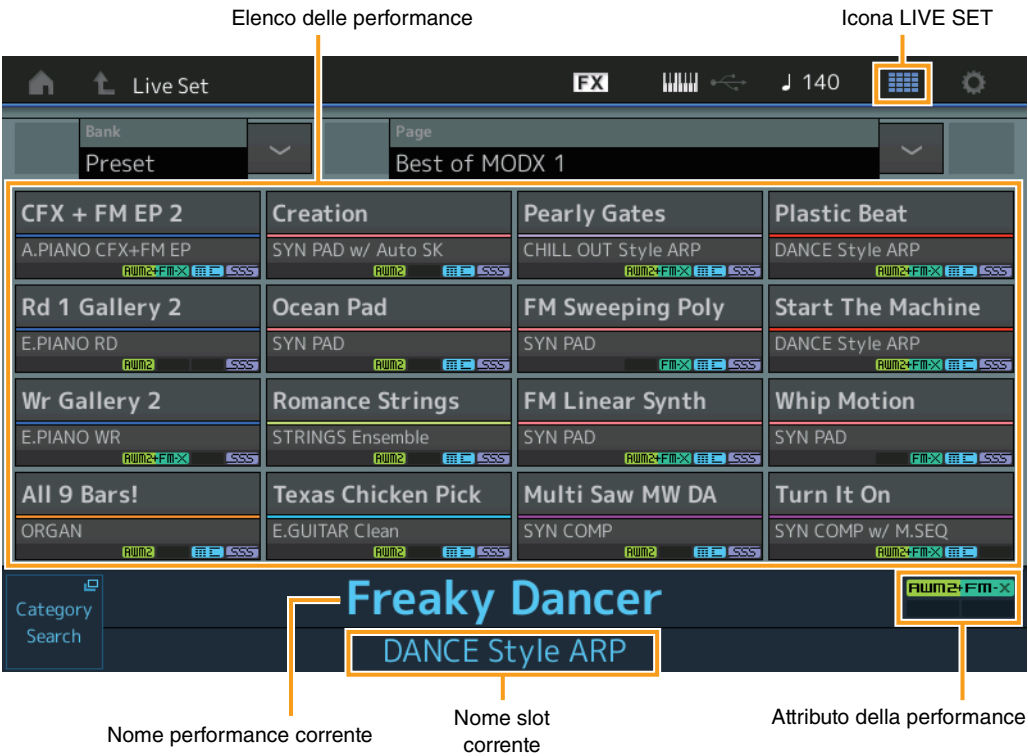 Elenco delle performance
Icona LIVE SET
Live Set
FX
140
Bank
Preset
Page
Best of MODX 1
CFX + FM EP 2
A.PIANO CFX+FM EP
AWM2+FM-X SSS
Creation
SYN PAD w/ Auto SK
AWM2 SSS
Pearly Gates
CHILL OUT Style ARP
AWM2+FM-X SSS
Plastic Beat
DANCE Style ARP
AWM2+FM-X SSS
Rd 1 Gallery 2
E.PIANO RD
AWM2 SSS
Ocean Pad
SYN PAD
AWM2 SSS
FM Sweeping Poly
SYN PAD
FM-X SSS
Start The Machine
DANCE Style ARP
AWM2+FM-X SSS
Wr Gallery 2
E.PIANO WR
AWM2+FM-X SSS
Romance Strings
STRINGS Ensemble
AWM2 SSS
FM Linear Synth
SYN PAD
AWM2+FM-X SSS
Whip Motion
SYN PAD
FM-X SSS
All 9 Bars!
ORGAN
AWM2 SSS
Texas Chicken Pick
E.GUITAR Clean
AWM2 SSS
Multi Saw MW DA
SYN COMP
AWM2 SSS
Turn It On
SYN COMP w/ M.SEQ
AWM2+FM-X
Category
Search
Freaky Dancer
AWM2+FM-X
DANCE Style ARP
Nome performance corrente
Nome slot
corrente
Attributo della performance